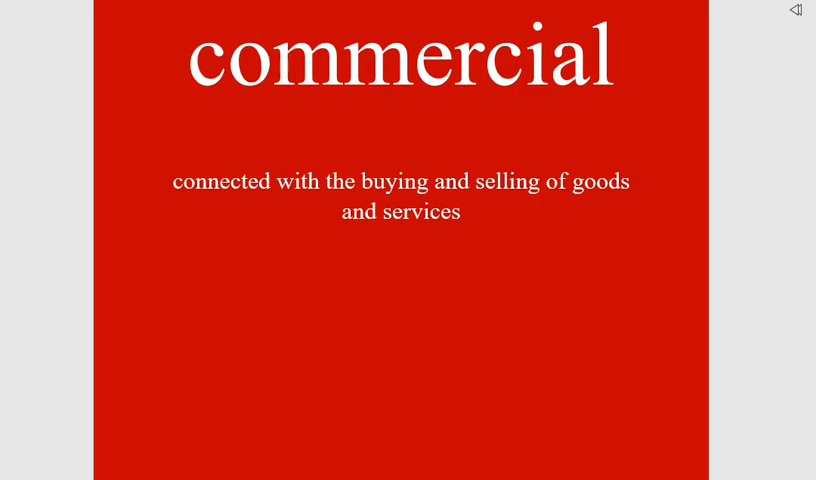 commercial
connected with the buying and selling of goods
and services